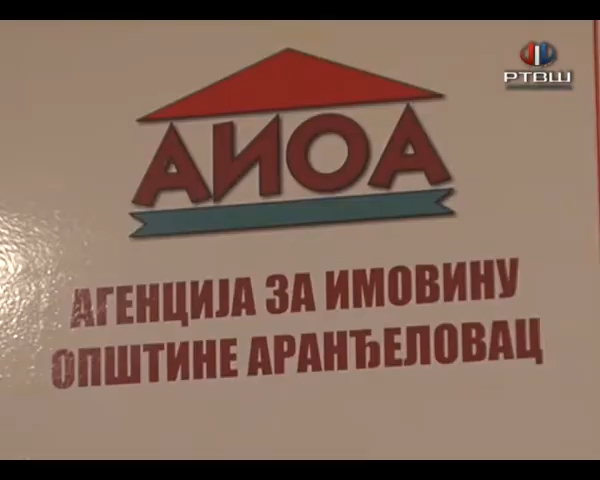 РТВШ
АИОА
АГЕНЦИЈА ЗА ИМОВИНУ
ОПШТИНЕ АРАНЂЕЛОВАЦ